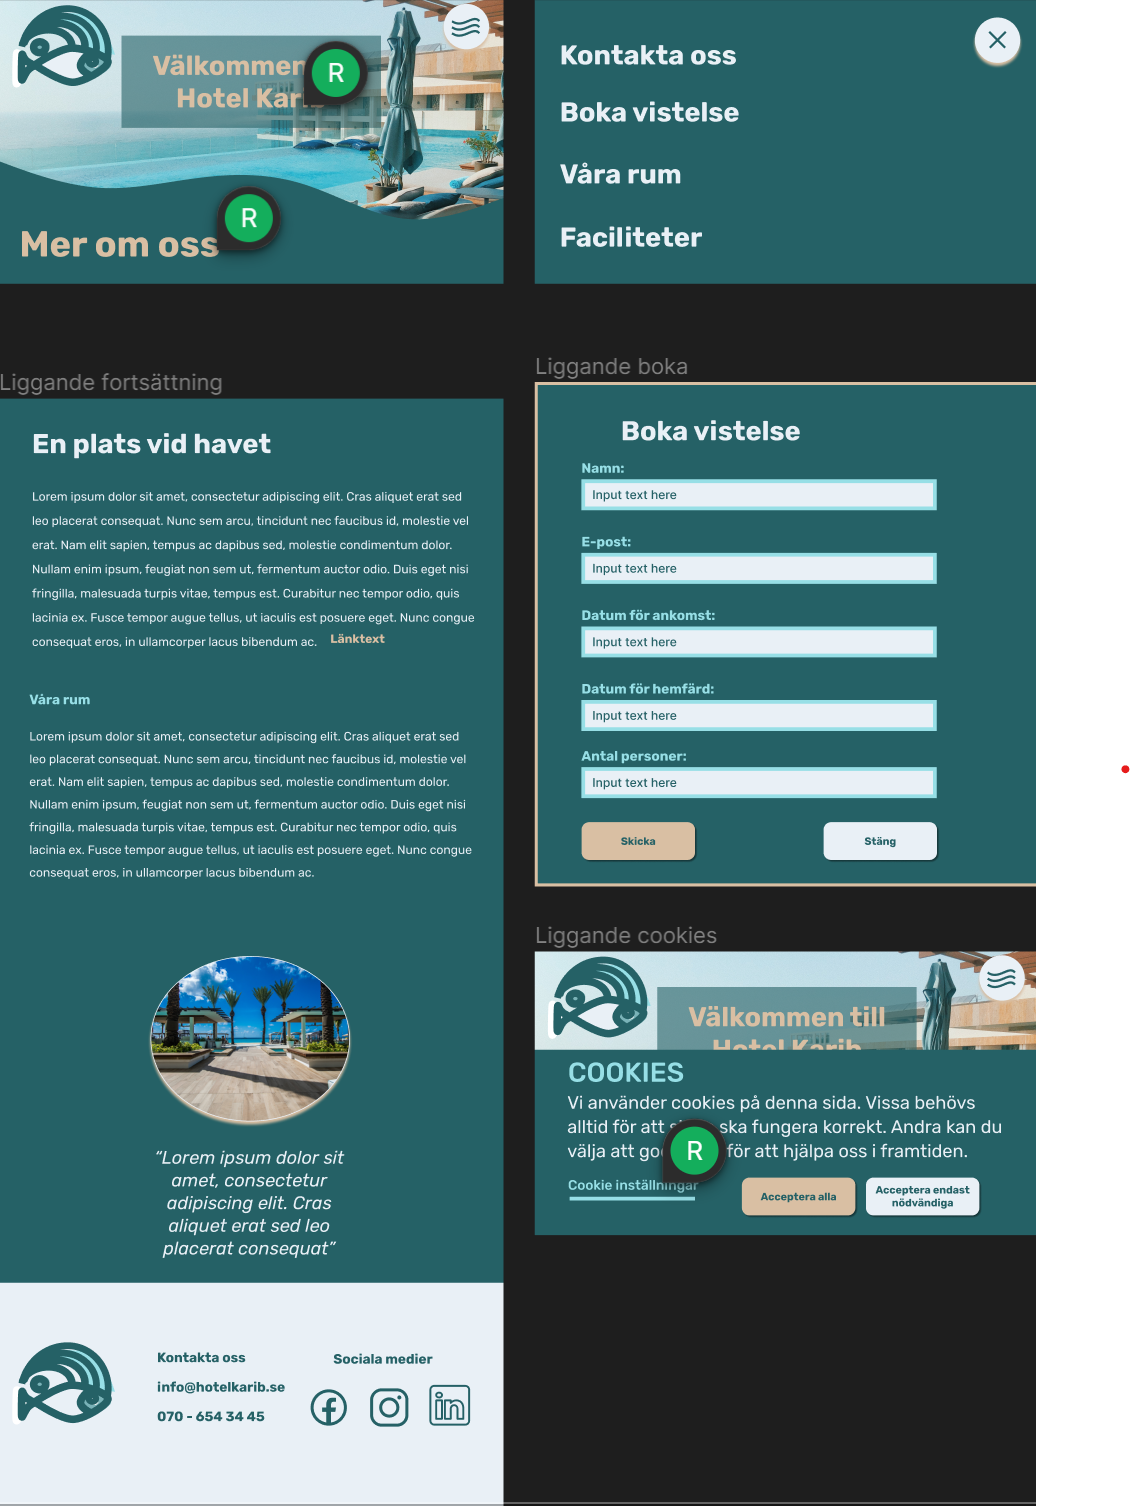 Välkommen
Hotel Karib
R
R
Mer om oss
Kontakta oss
Boka vistelse
Våra rum
Faciliteter
Liggande fortsättning
En plats vid havet
Lorem ipsum dolor sit amet, consectetur adipiscing elit. Cras aliquet erat sed
leo placerat consequat. Nunc sem arcu, tincidunt nec faucibus id, molestie vel
erat. Nam elit sapien, tempus ac dapibus sed, molestie condimentum dolor.
Nullam enim ipsum, feugiat non sem ut, fermentum auctor odio. Duis eget nisi
fringilla, malesuada turpis vitae, tempus est. Curabitur nec tempor odio, quis
lacinia ex. Fusce tempor augue tellus, ut iaculis est posuere eget. Nunc congue
consequat eros, in ullamcorper lacus bibendum ac. Länktext
Våra rum
Lorem ipsum dolor sit amet, consectetur adipiscing elit. Cras aliquet erat sed
leo placerat consequat. Nunc sem arcu, tincidunt nec faucibus id, molestie vel
erat. Nam elit sapien, tempus ac dapibus sed, molestie condimentum dolor.
Nullam enim ipsum, feugiat non sem ut, fermentum auctor odio. Duis eget nisi
fringilla, malesuada turpis vitae, tempus est. Curabitur nec tempor odio, quis
lacinia ex. Fusce tempor augue tellus, ut iaculis est posuere eget. Nunc congue
consequat eros, in ullamcorper lacus bibendum ac.
“Lorem ipsum dolor sit
amet, consectetur
adipiscing elit. Cras
aliquet erat sed leo
placerat consequat”
Kontakta oss
info@hotelkarib.se
070 - 654 34 45
Sociala medier
in
Liggande boka
Boka vistelse
Namn:
Input text here
E-post:
Input text here
Datum för ankomst:
Input text here
Datum för hemfärd:
Input text here
Antal personer:
Input text here
Skicka
Stäng
Liggande cookies
Välkommen till
Hotel Karib
COOKIES
Vi använder cookies på denna sida. Vissa behövs
alltid för att ska fungera korrekt. Andra kan du
välja att för att hjälpa oss i framtiden.
R
Cookie inställningar
Acceptera alla
Acceptera endast
nödvändiga